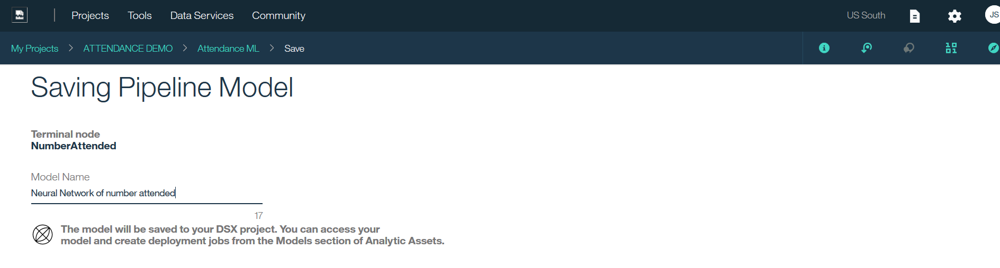 Projects Tools Data Services Community US South JS
My Projects > ATTENDANCE DEMO > Attendance ML > Save
Saving Pipeline Model
Terminal node
NumberAttended
Model Name
Neural Network of number attended
17
The model will be saved to your DSX project. You can access your
model and create deployment jobs from the Models section of Analytic Assets.